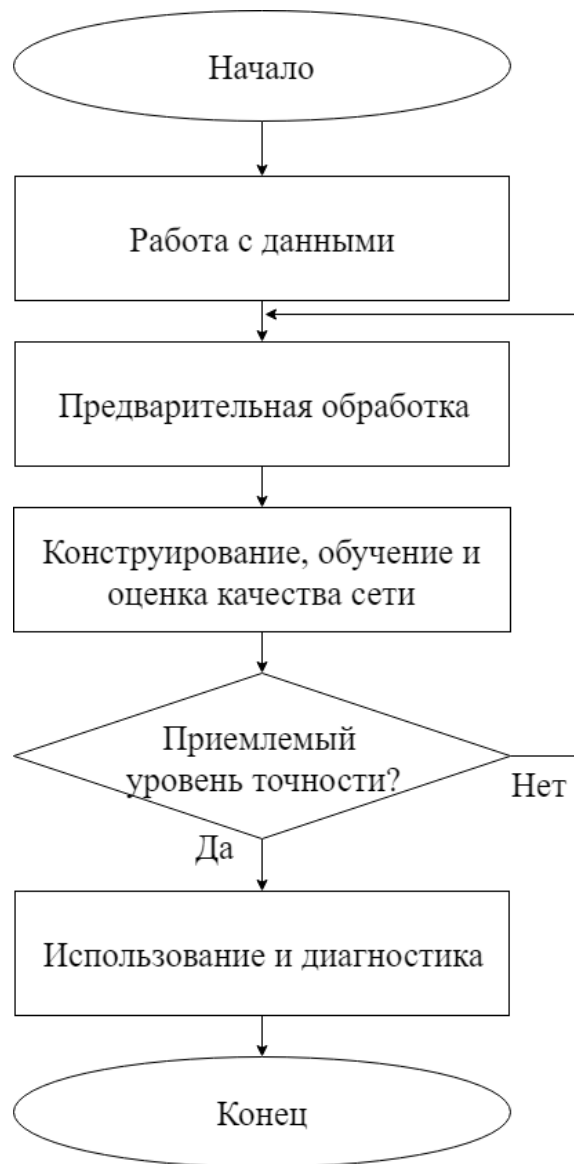 Начало
Работа с данными
Предварительная обработка
Конструирование, обучение и
оценка качества сети
Приемлемый
уровень точности?
Нет
Да
Использование и диагностика
Конец